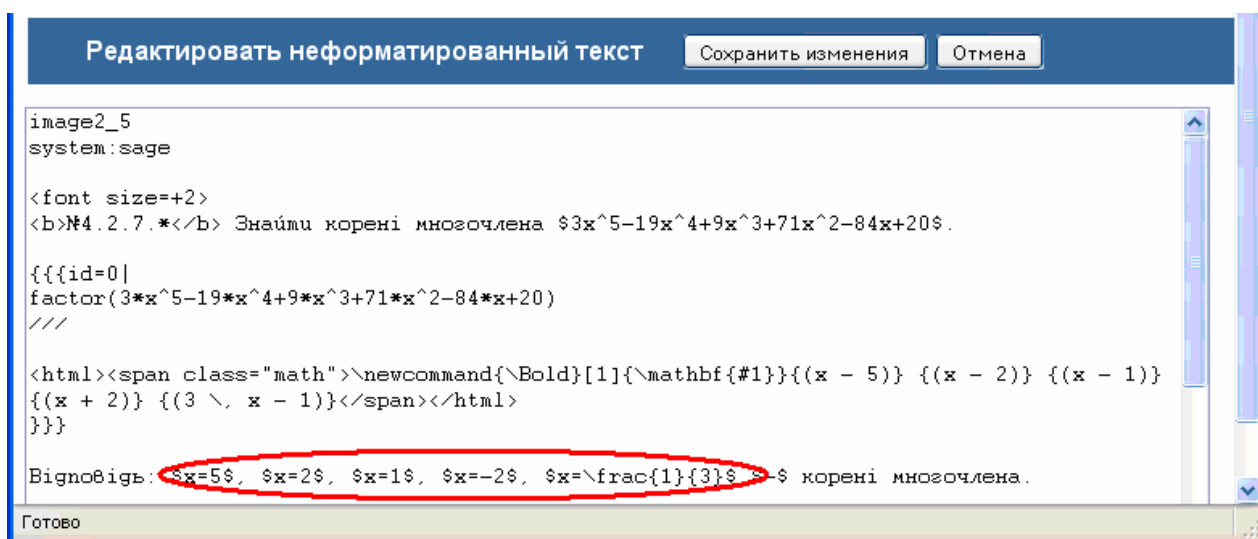 Редактировать неформатированный текст Сохранить изменения Отмена
image2_5
system:sage
<font size=+2>
<b>№4.2.7.*</b> Знайти корені многочлена $3x^5-19x^4+9x^3+71x^2-84x+20$.
{{{id=0|
factor(3*x^5-19*x^4+9*x^3+71*x^2-84*x+20)
///
<html><span class="math">\newcommand{\Bold}[1]{\mathbf{#1}}{(x - 5)} {(x - 2)} {(x - 1)}
{(x + 2)} {(3 \, x - 1)}</span></html>
}}}
Відповідь: $x=5$, $x=2$, $x=1$, $x=-2$, $x=\frac{1}{3}$ $-$ корені многочлена.
Готово